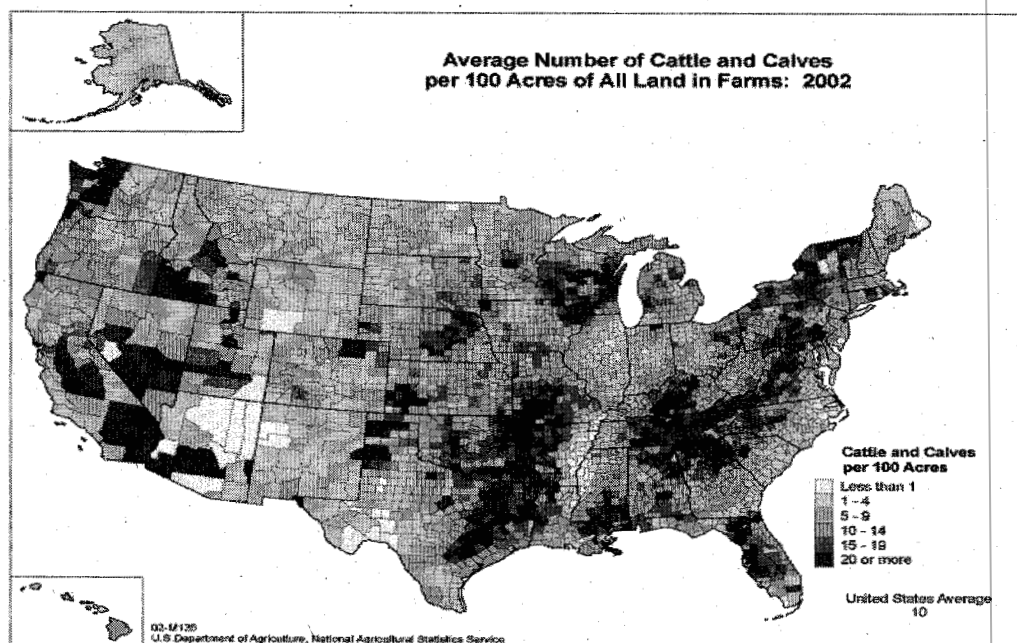 Average Number of Cattle and Calves
per 100 Acres of All Land in Farms: 2002
Cattle and Calves
per 100 Acres
Less than 1
1 - 4
5 - 9
10 - 14
15 - 19
20 or more
United States Average
10
02-M126
U.S. Department of Agriculture, National Agricultural Statistics Service